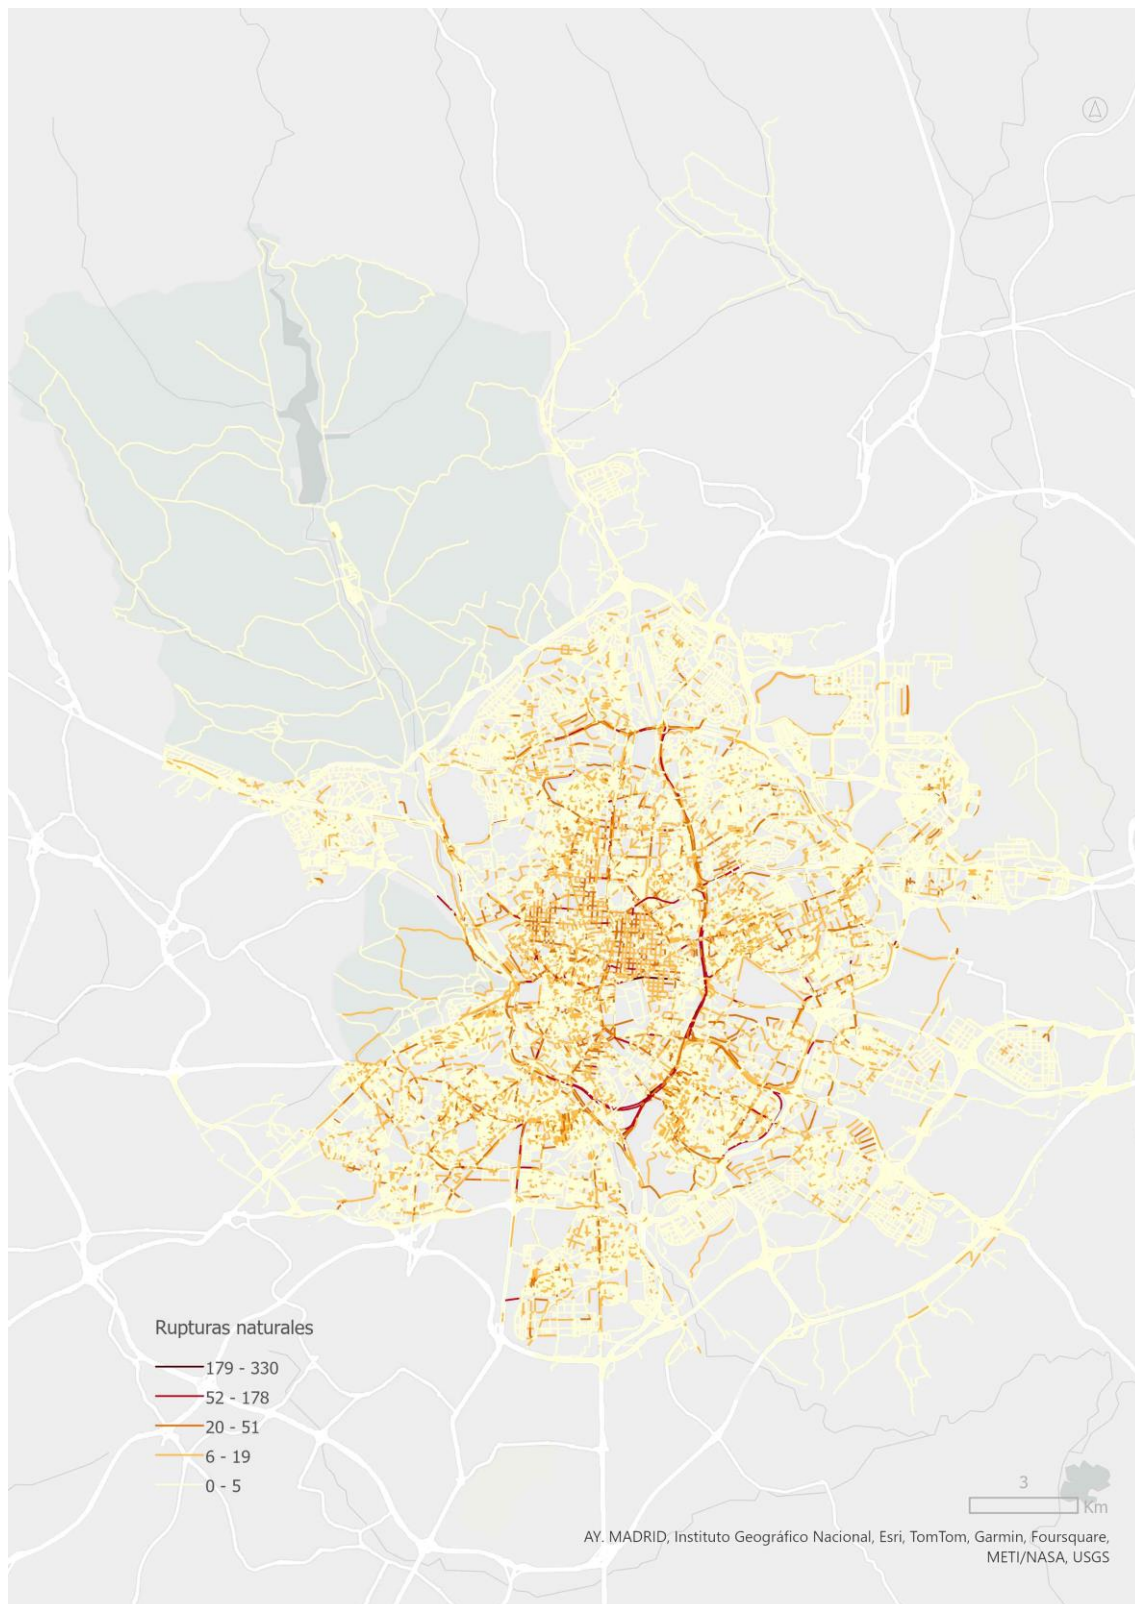 Rupturas naturales
179 - 330
52 - 178
20 - 51
6 - 19
0 - 5
3
Km
AY. MADRID, Instituto Geográfico Nacional, Esri, TomTom, Garmin, Foursquare,
METI/NASA, USGS